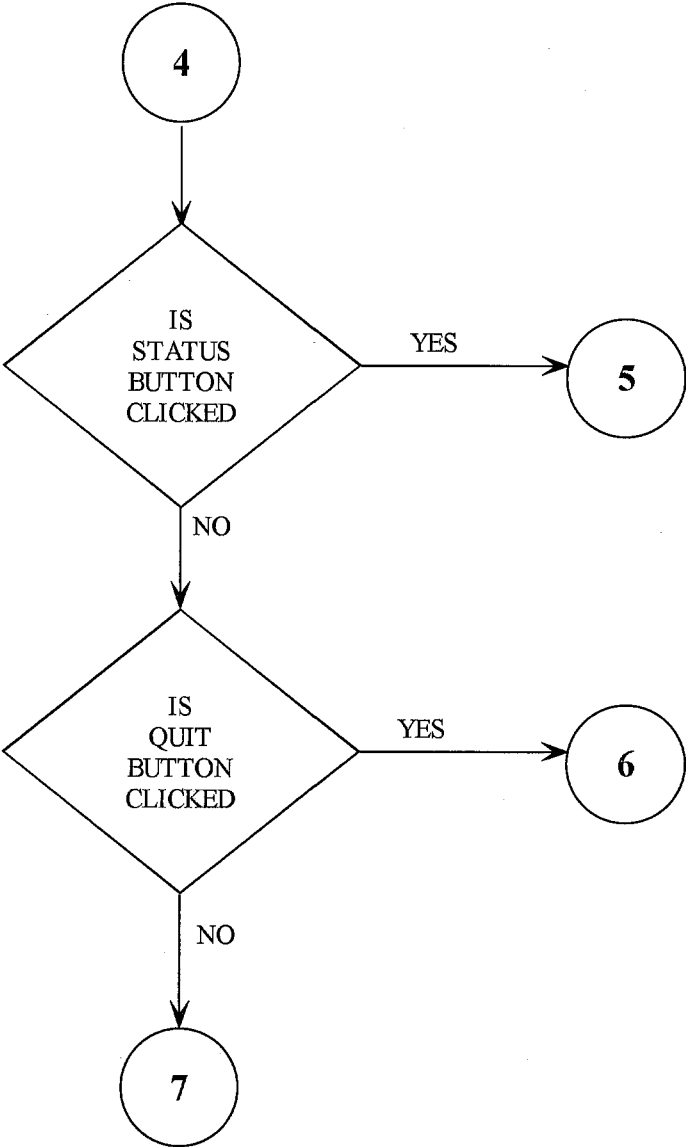 4
IS
STATUS
BUTTON
CLICKED
YES
5
NO
IS
QUIT
BUTTON
CLICKED
YES
6
NO
7